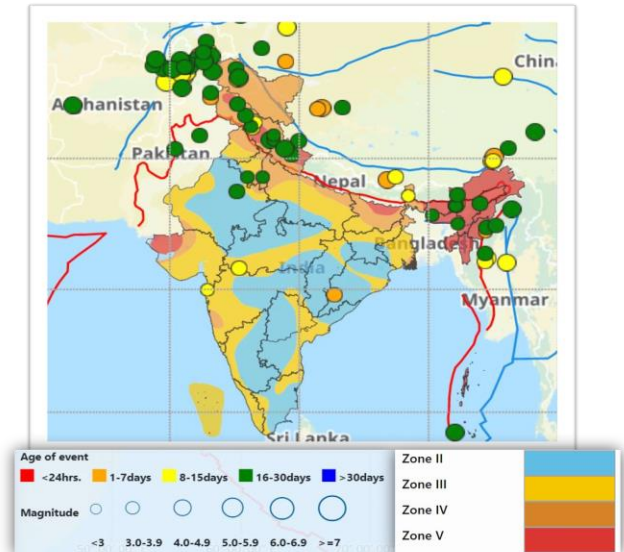 China
Afghanistan
Pakistan
Nepal
Bangladesh
India
Myanmar
Sri Lanka
Age of event
<24hrs. 1-7days 8-15days 16-30days >30days
Magnitude
<3 3.0-3.9 4.0-4.9 5.0-5.9 6.0-6.9 >=7
Zone II
Zone III
Zone IV
Zone V